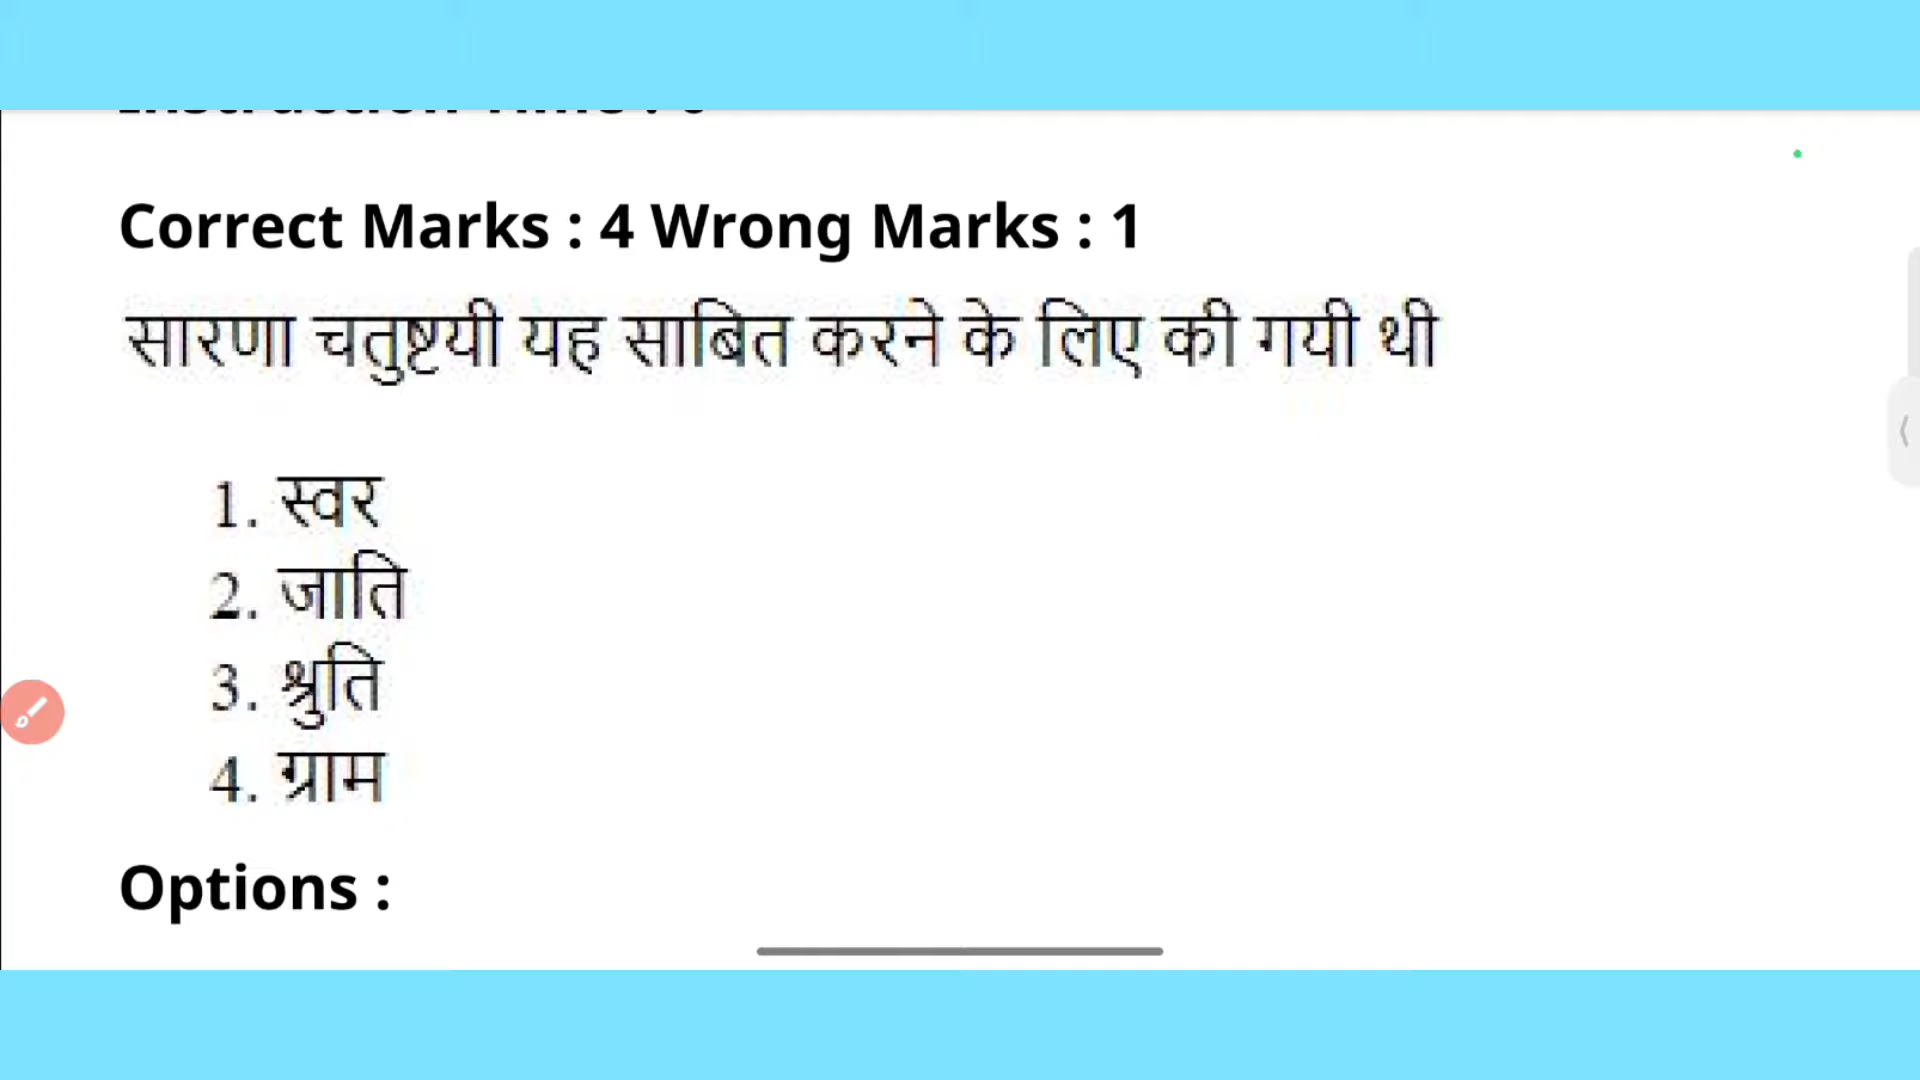 Correct Marks : 4 Wrong Marks : 1
सारणा चतुष्टयी यह साबित करने के लिए की गयी थी
1. स्वर
2. जाति
3. श्रुति
4. ग्राम
Options :